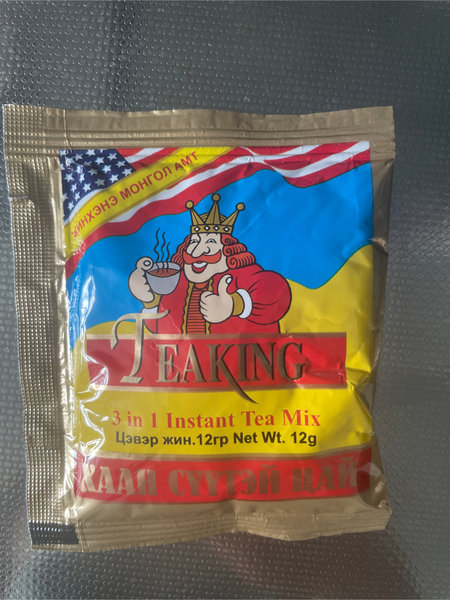 ЖИНХЭНЭ МОНГОЛ АМТ
TEAKING
3 in 1 Instant Tea Mix
Цэвэр жин.12гр Net Wt. 12g
ХААН СҮҮТЭЙ ЦАЙ